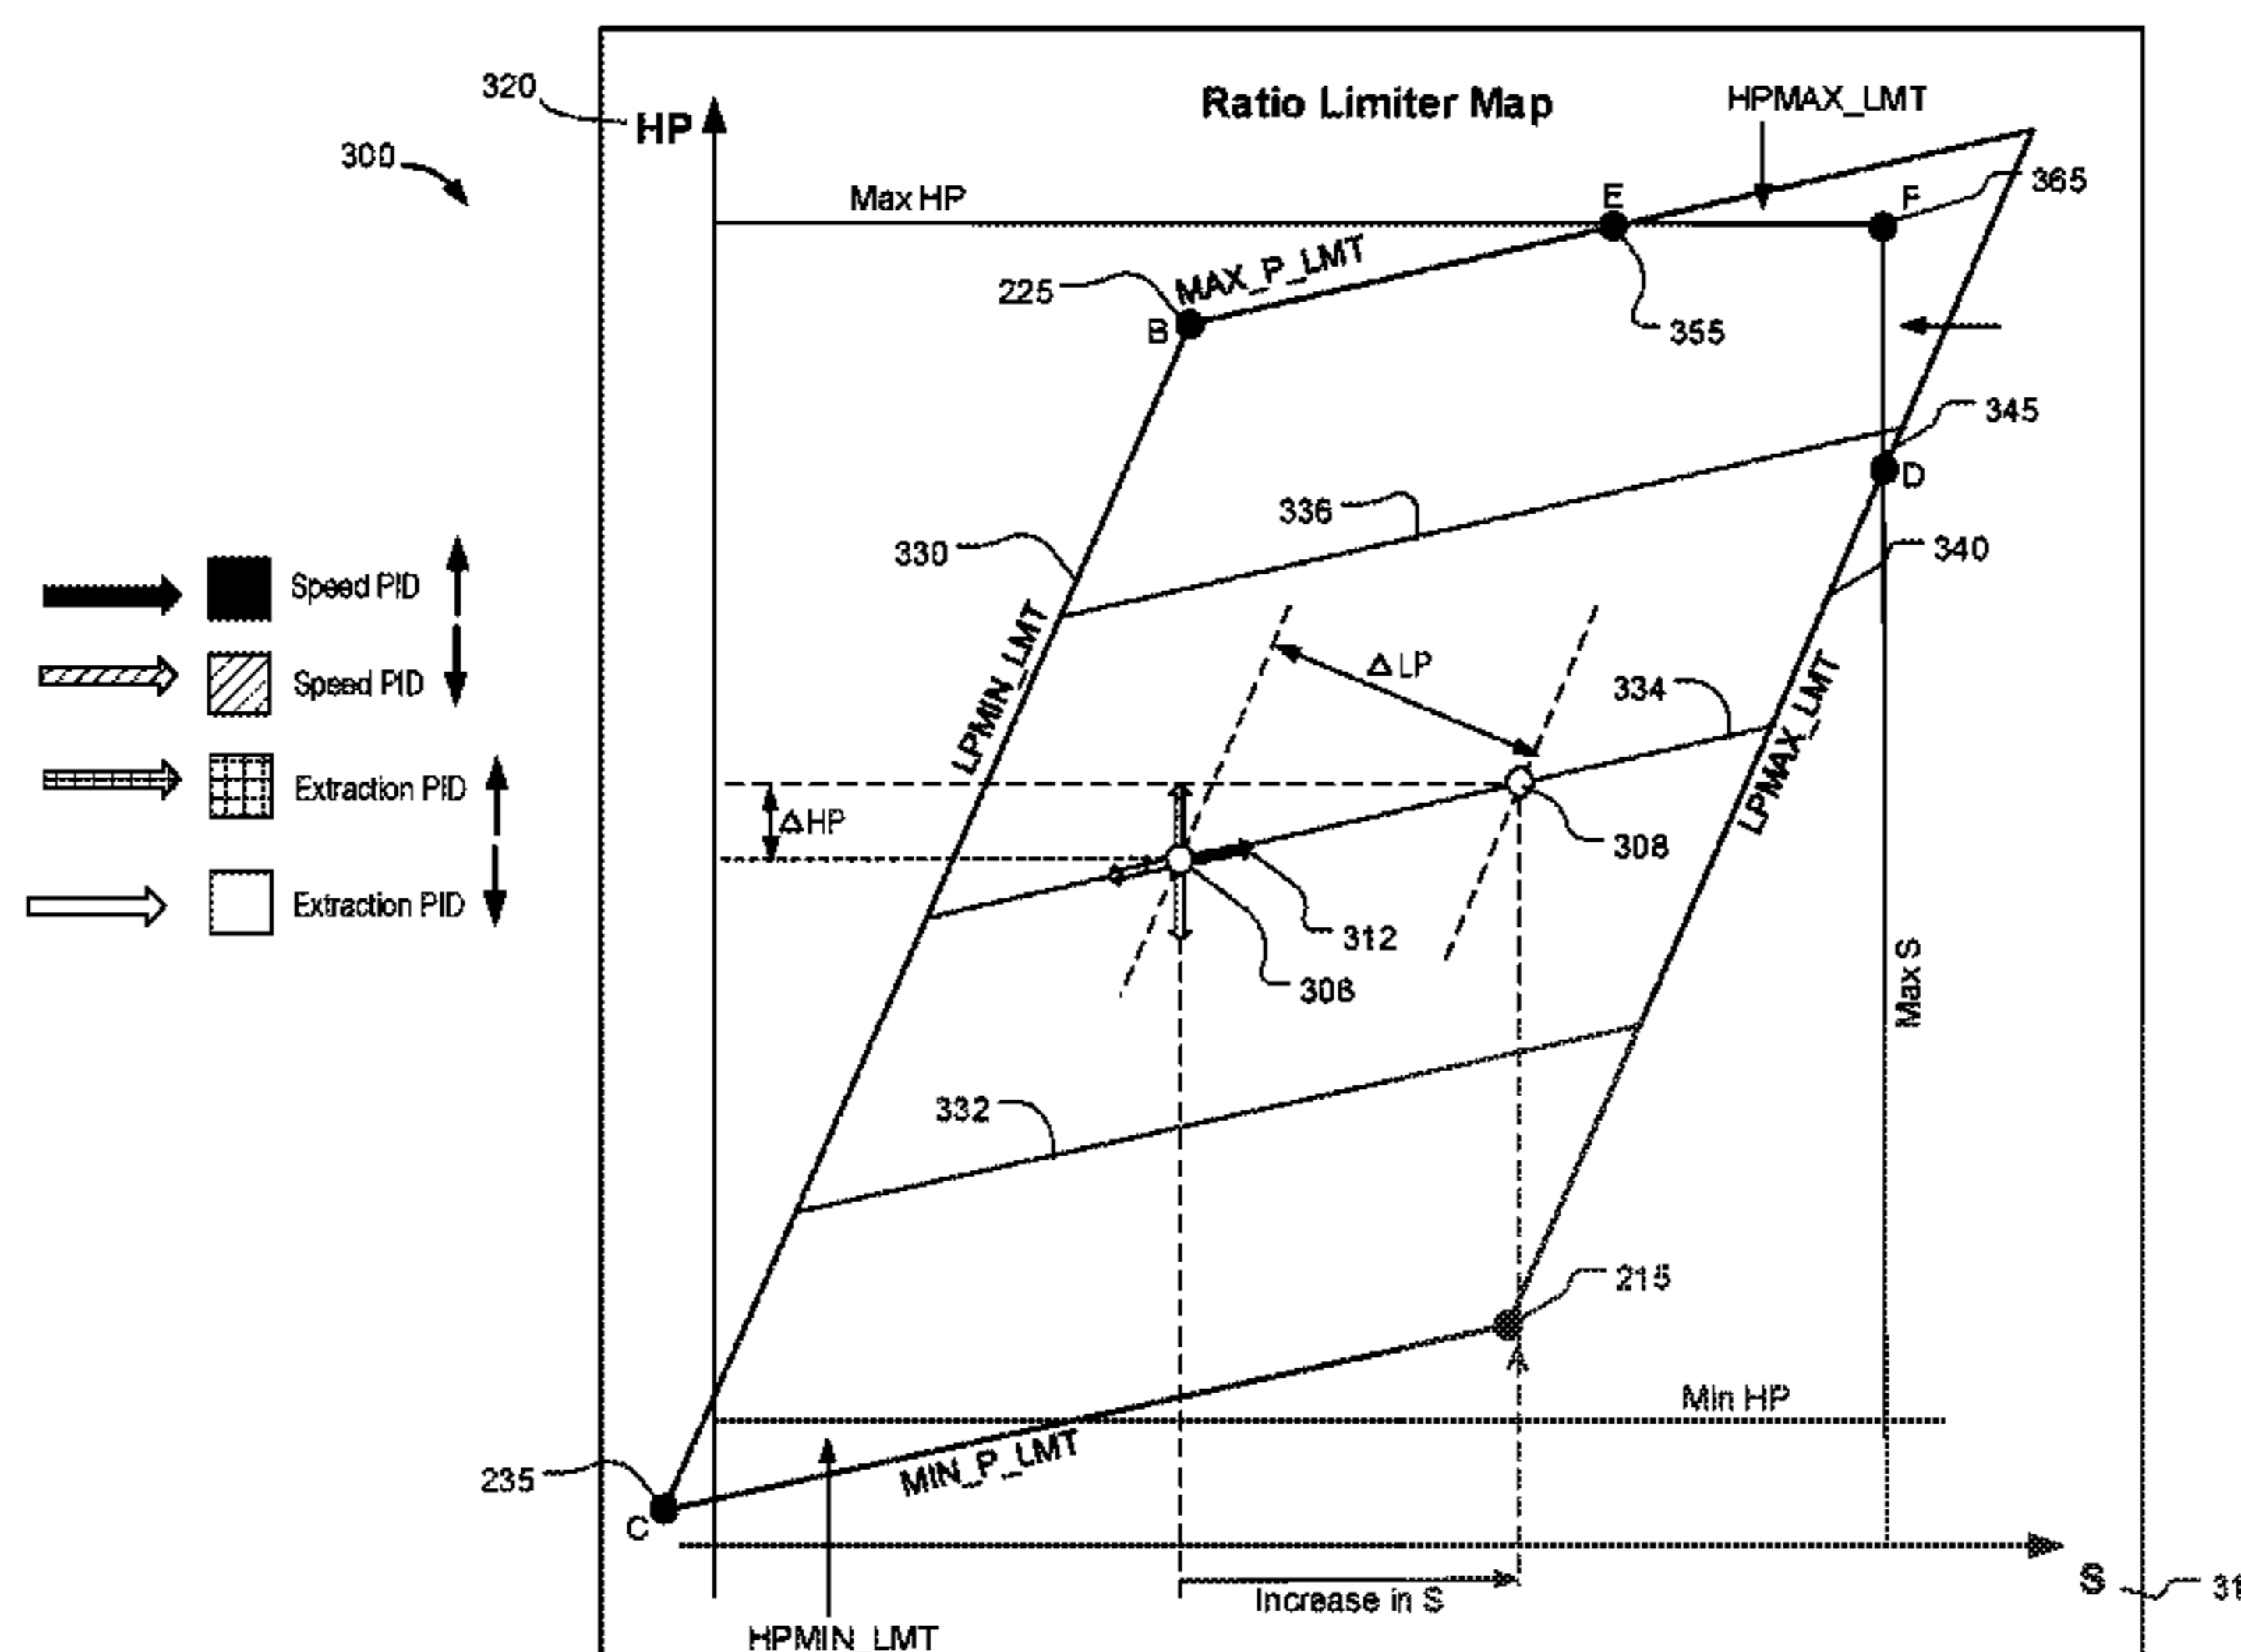 320
HP
Ratio Limiter Map
HPMAX_LMT
300
Max HP
E
F
365
225
MAX_P_LMT
B
355
345
D
336
330
340
Speed PID
LPMIN_LMT
Δ LP
Speed PID
334
LPMAX_LMT
Extraction PID
Δ HP
308
Extraction PID
312
306
Max S
332
215
A
Min HP
235
MIN_P_LMT
C
S
Increase in S
HPMIN_LMT